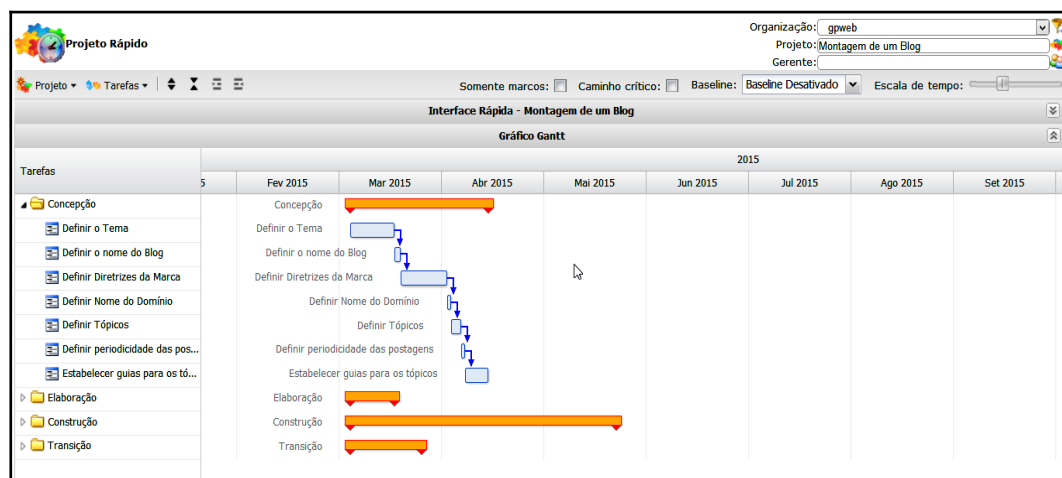 Projeto Rápido
Organização: gpweb
Projeto: Montagem de um Blog
Gerente:
Projeto Tarefas Somente marcos: Caminho crítico: Baseline: Baseline Desativado Escala de tempo:
Interface Rápida - Montagem de um Blog
Gráfico Gantt
Tarefas
2015
5 Fev 2015 Mar 2015 Abr 2015 Mai 2015 Jun 2015 Jul 2015 Ago 2015 Set 2015
Concepção Concepção
Definir o Tema Definir o Tema
Definir o nome do Blog Definir o nome do Blog
Definir Diretrizes da Marca Definir Diretrizes da Marca
Definir Nome do Domínio Definir Nome do Domínio
Definir Tópicos Definir Tópicos
Definir periodicidade das pos... Definir periodicidade das postagens
Estabelecer guias para os tó... Estabelecer guias para os tópicos
Elaboração Elaboração
Construção Construção
Transição Transição